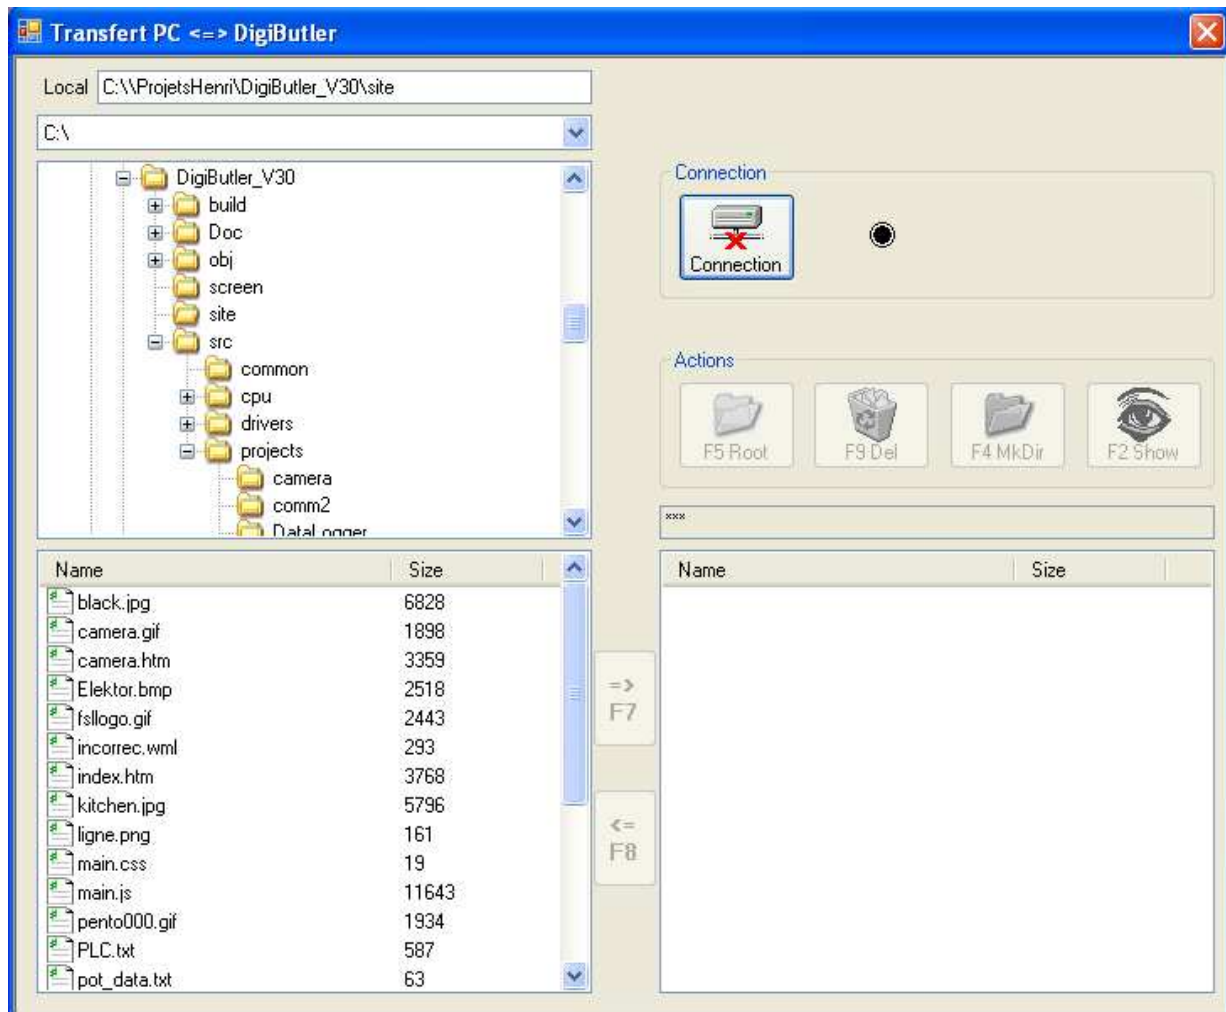 Transfert PC <=> DigiButler
Local C:\\ProjetsHenri\DigiButler_V30\site
C:\
DigiButler_V30
build
Doc
obj
screen
site
src
common
cpu
drivers
projects
camera
comm2
DataLogger
Connection
Connection
Actions
F5 Root
F9 Del
F4 MkDir
F2 Show
***
Name Size
black.jpg 6828
camera.gif 1898
camera.htm 3359
Elektor.bmp 2518
fsllogo.gif 2443
incorrec.wml 293
index.htm 3768
kitchen.jpg 5796
ligne.png 161
main.css 19
main.js 11643
pento000.gif 1934
PLC.txt 587
pot_data.txt 63
=>
F7
<=
F8
Name Size